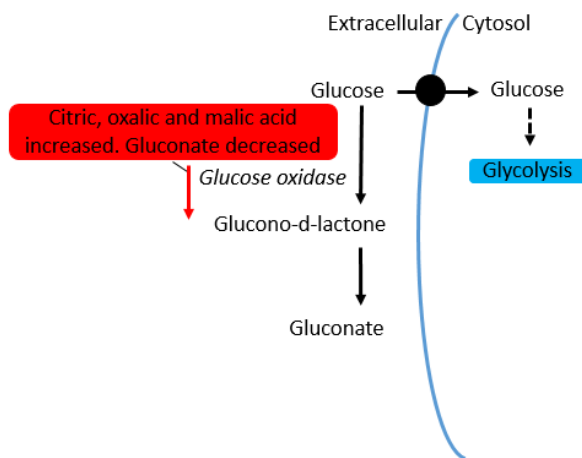 Extracellular Cytosol
Glucose Glucose
Citric, oxalic and malic acid
increased. Gluconate decreased
Glucose oxidase
Glycolysis
Glucono-d-lactone
Gluconate